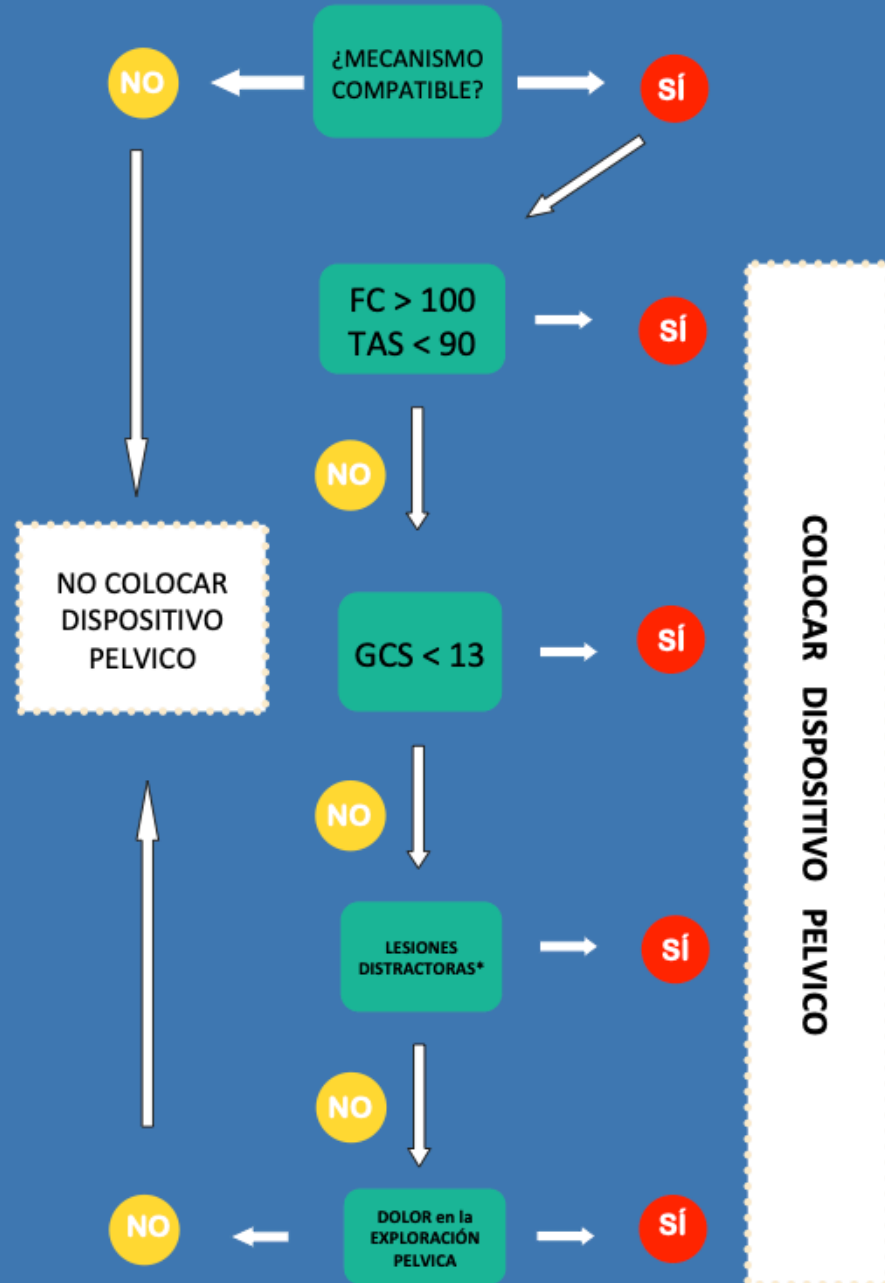 ¿MECANISMO
COMPATIBLE?
NO
SÍ
FC > 100
TAS < 90
SÍ
NO
NO COLOCAR
DISPOSITIVO
PELVICO
GCS < 13
SÍ
NO
LESIONES
DISTRACTORAS*
SÍ
NO
DOLOR en la
EXPLORACIÓN
PELVICA
NO
SÍ
COLOCAR DISPOSITIVO PELVICO